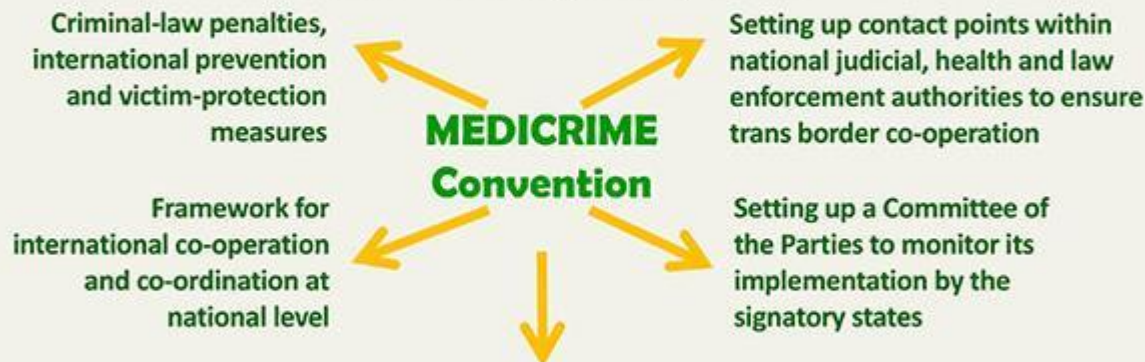 Criminal-law penalties,
international prevention
and victim-protection
measures
Setting up contact points within
national judicial, health and law
enforcement authorities to ensure
trans border co-operation
MEDICRIME
Convention
Framework for
international co-operation
and co-ordination at
national level
Setting up a Committee of
the Parties to monitor its
implementation by the
signatory states